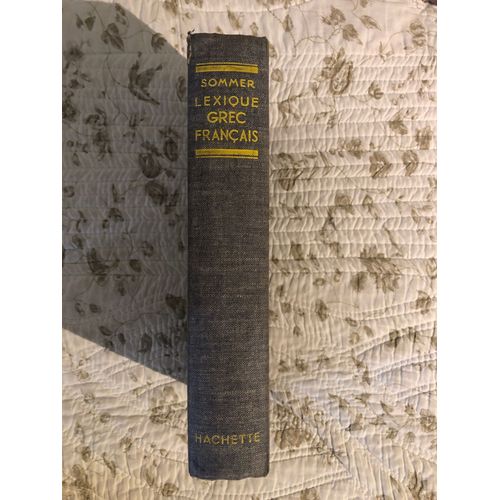 SOMMER
LEXIQUE
GREC
FRANÇAIS
HACHETTE